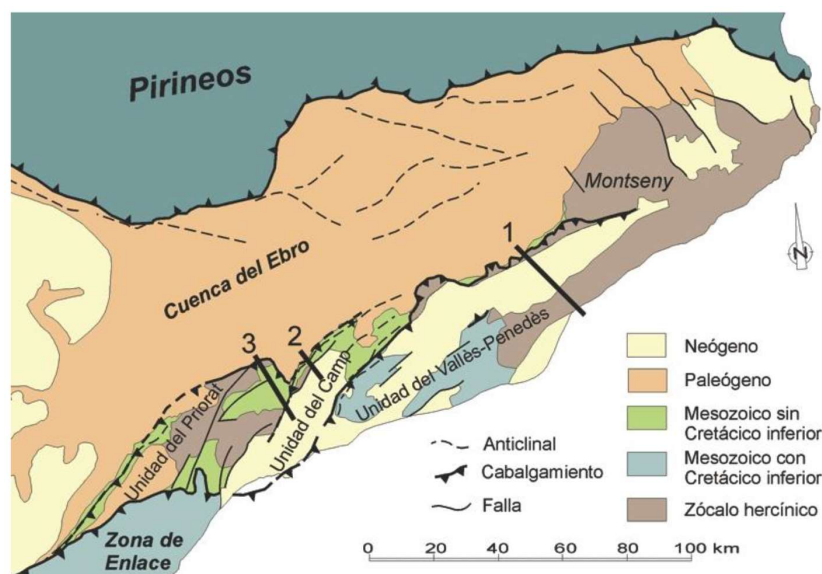 Pirineos
Montseny
1
N
Cuenca del Ebro
3
2
Unidad del Vallès-Penedès
Unidad del Camp
Unidad del Priorat
Zona de
Enlace
Anticlinal
Cabalgamiento
Falla
Neógeno
Paleógeno
Mesozoico sin
Cretácico inferior
Mesozoico con
Cretácico inferior
Zócalo hercínico
0 20 40 60 80 100 km